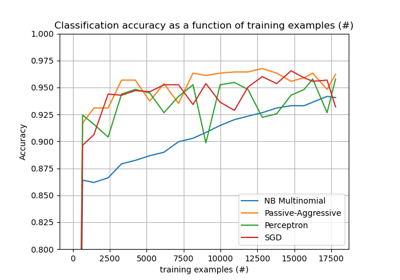 Classification accuracy as a function of training examples (#)
1.000
0.975
0.950
0.925
0.900
0.875
0.850
0.825
0.800
Accuracy
NB Multinomial
Passive-Aggressive
Perceptron
SGD
0 2500 5000 7500 10000 12500 15000 17500
training examples (#)